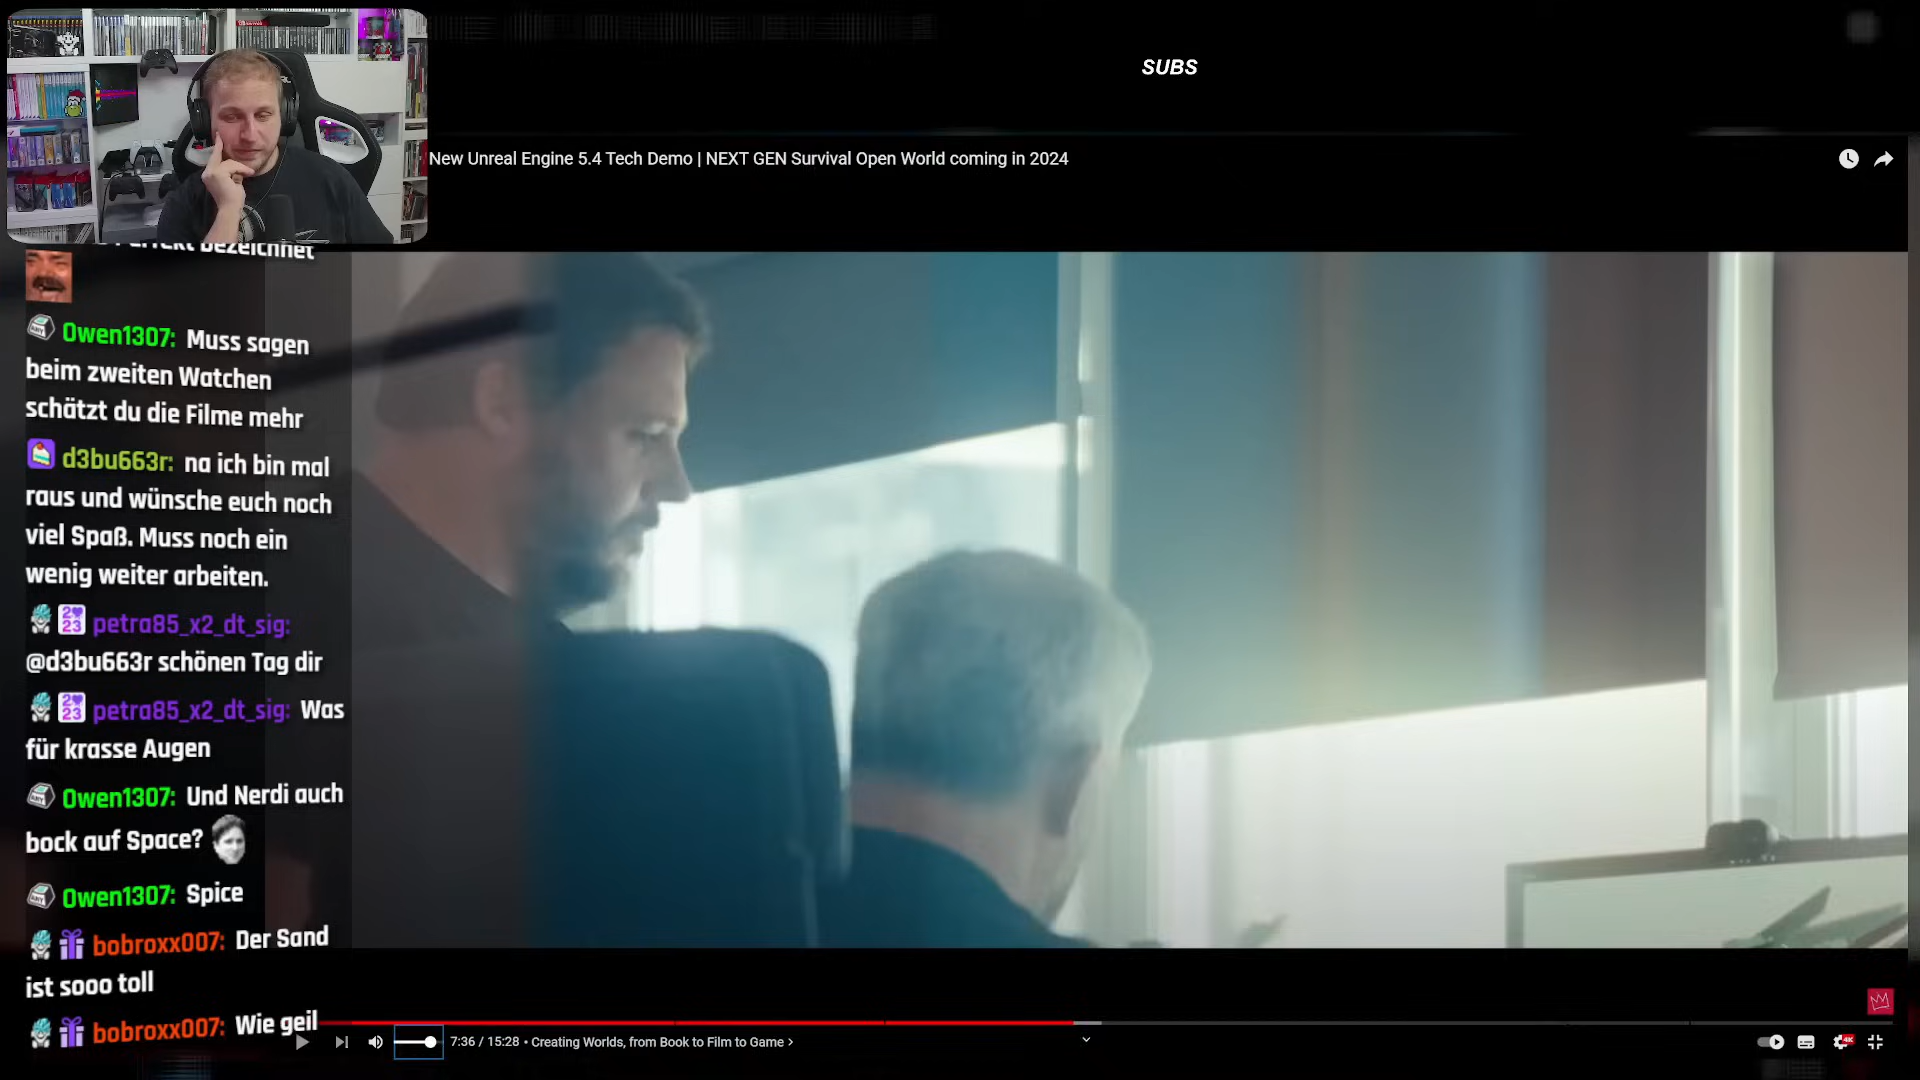 SUBS
New Unreal Engine 5.4 Tech Demo | NEXT GEN Survival Open World coming in 2024
bezeichnet
Owen1307: Muss sagen
beim zweiten Watchen
schätzt du die Filme mehr
d3bu663r: na ich bin mal
raus und wünsche euch noch
viel Spaß. Muss noch ein
wenig weiter arbeiten.
petra85_x2_dt_sig:
@d3bu663r schönen Tag dir
petra85_x2_dt_sig: Was
für krasse Augen
Owen1307: Und Nerdi auch
bock auf Space?
Owen1307: Spice
bobroxx007: Der Sand
ist sooo toll
bobroxx007: Wie geil
7:36 / 15:28 • Creating Worlds, from Book to Film to Game >
4K